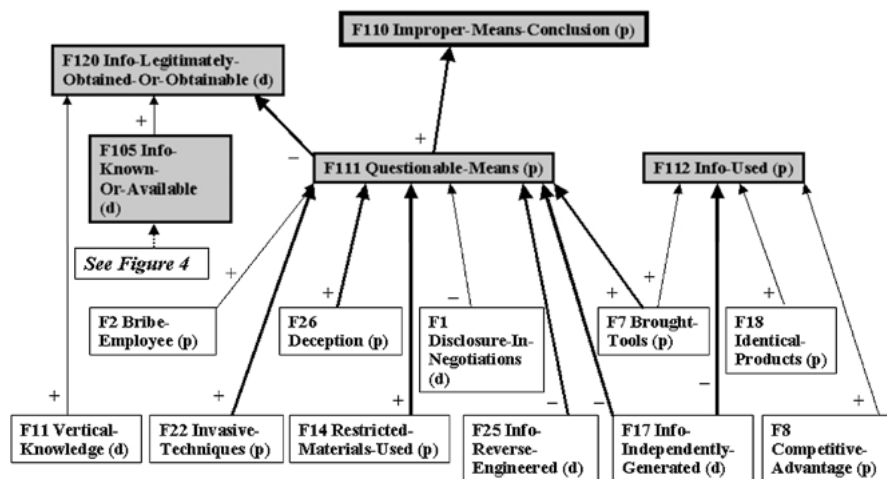 F110 Improper-Means-Conclusion (p)
F120 Info-Legitimately-
Obtained-Or-Obtainable (d)
+
+
F105 Info-
Known-
Or-Available
(d)
–
F111 Questionable-Means (p)
F112 Info-Used (p)
See Figure 4
+
+
+
+
+
–
+
F2 Bribe-
Employee (p)
F26
Deception (p)
F1
Disclosure-In-
Negotiations
(d)
F7 Brought-
Tools (p)
F18
Identical-
Products (p)
+
+
+
–
–
–
+
F11 Vertical-
Knowledge (d)
F22 Invasive-
Techniques (p)
F14 Restricted-
Materials-Used (p)
F25 Info-
Reverse-
Engineered (d)
F17 Info-
Independently-
Generated (d)
F8
Competitive-
Advantage (p)